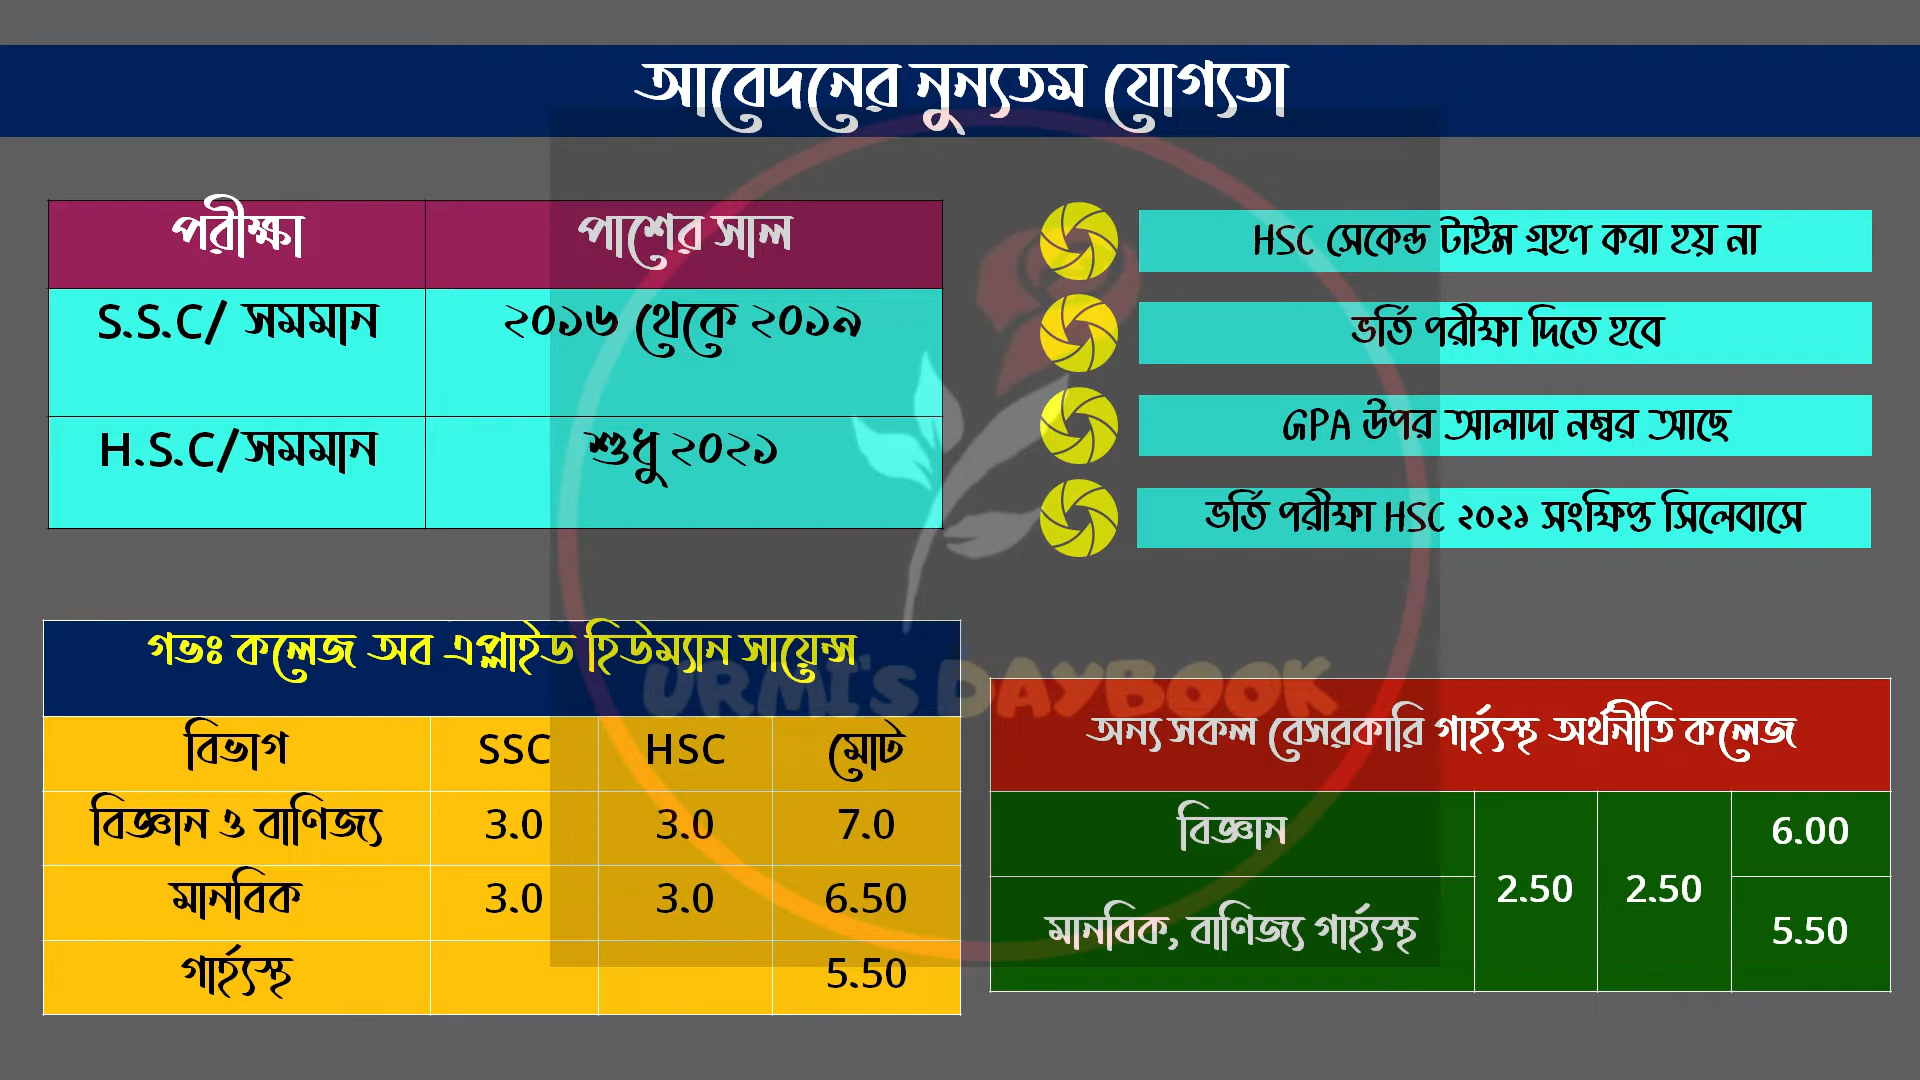 আবেদনের নুন্যতম যোগ্যতা
পরীক্ষা পাশের সাল
S.S.C/ সমমান ২০১৬ থেকে ২০১৯
H.S.C/সমমান শুধু ২০২১
HSC সেকেন্ড টাইম গ্রহণ করা হয় না
ভর্তি পরীক্ষা দিতে হবে
GPA উপর আলাদা নম্বর আছে
ভর্তি পরীক্ষা HSC ২০২১ সংক্ষিপ্ত সিলেবাসে
গভঃ কলেজ অব এপ্লাইড হিউম্যান সায়েন্স
বিভাগ SSC HSC মোট
বিজ্ঞান ও বাণিজ্য 3.0 3.0 7.0
মানবিক 3.0 3.0 6.50
গার্হ্যস্থ 5.50
URMI'S DAYBOOK
অন্য সকল বেসরকারি গার্হ্যস্থ অর্থনীতি কলেজ
বিজ্ঞান 2.50 2.50 6.00
মানবিক, বাণিজ্য গার্হ্যস্থ 5.50